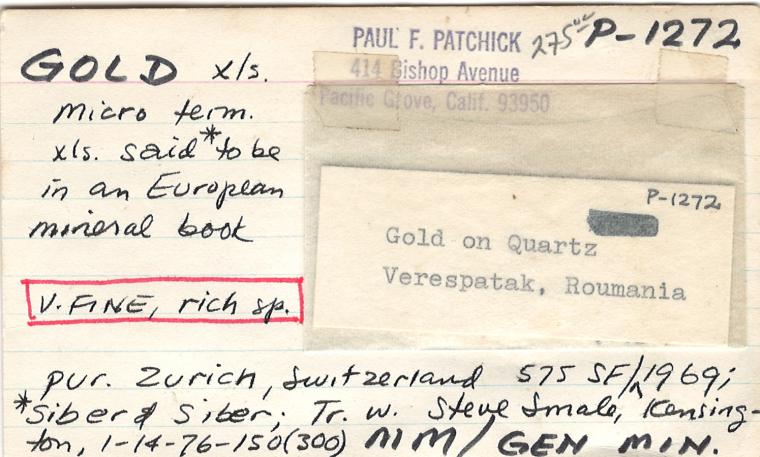 PAUL F. PATCHICK 275⁰⁰ P-1272
414 Bishop Avenue
Pacific Grove, Calif. 93950
GOLD x/s.
micro term.
x/s. said* to be
in an European
mineral book
V. FINE, rich sp.
P-1272
Gold on Quartz
Verespatak, Roumania
pur. Zurich, Switzerland 575 SF/1969;
*Siber & Siber; Tr. w. Steve Smale, Kensing-
ton, 1-14-76-150(300) MM/GEN MIN.